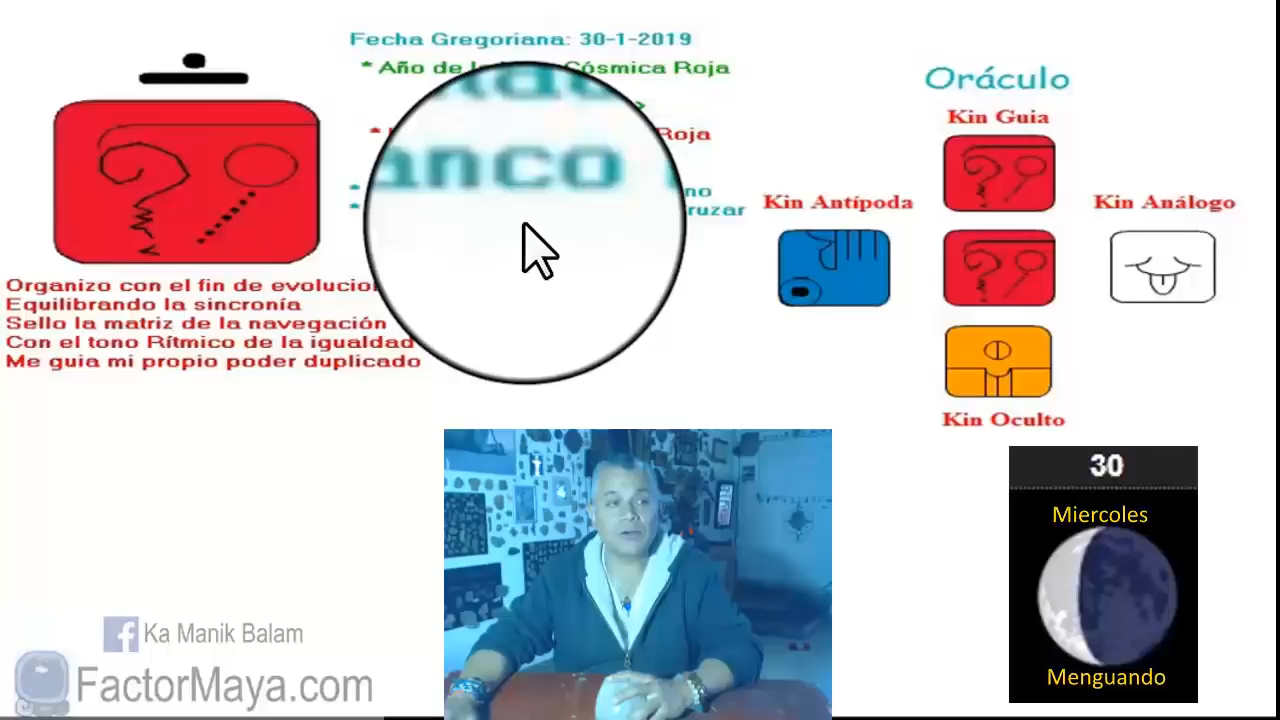 Fecha Gregoriana: 30-1-2019
* Año de la Cósmica Roja
* Roja
anco
no
ruzar
Organizo con el fin de evolucio
Equilibrando la sincronía
Sello la matriz de la navegación
Con el tono Rítmico de la igualdad
Me guia mi propio poder duplicado
Oráculo
Kin Guia
Kin Antípoda
Kin Análogo
Kin Oculto
30
Miercoles
Menguando
Ka Manik Balam
FactorMaya.com